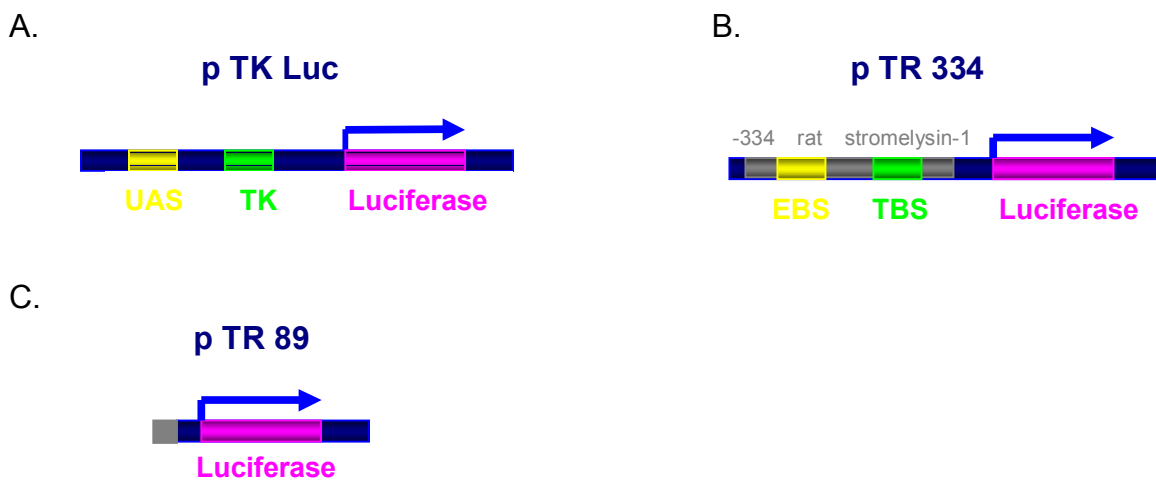 A.
p TK Luc
UAS
TK
Luciferase
B.
p TR 334
-334 rat stromelysin-1
EBS
TBS
Luciferase
C.
p TR 89
Luciferase